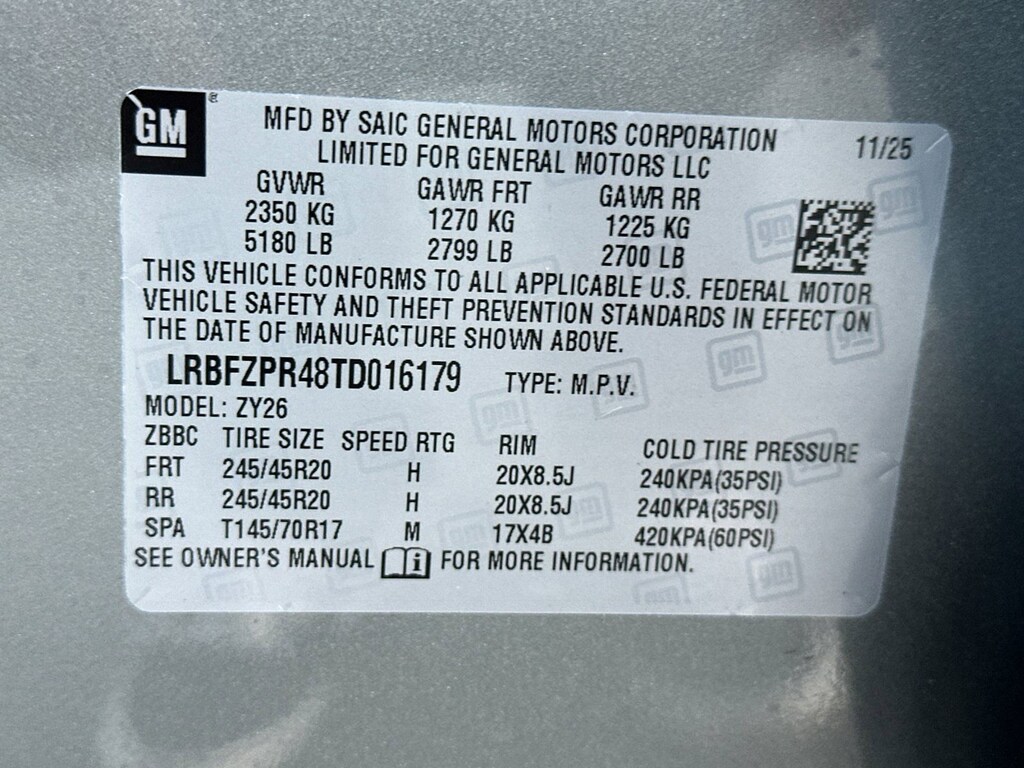 GM ®
MFD BY SAIC GENERAL MOTORS CORPORATION
LIMITED FOR GENERAL MOTORS LLC
11/25
GVWR GAWR FRT GAWR RR
2350 KG 1270 KG 1225 KG
5180 LB 2799 LB 2700 LB
THIS VEHICLE CONFORMS TO ALL APPLICABLE U.S. FEDERAL MOTOR
VEHICLE SAFETY AND THEFT PREVENTION STANDARDS IN EFFECT ON
THE DATE OF MANUFACTURE SHOWN ABOVE.
LRBFZPR48TD016179 TYPE: M.P.V.
MODEL: ZY26
ZBBC TIRE SIZE SPEED RTG RIM COLD TIRE PRESSURE
FRT 245/45R20 H 20X8.5J 240KPA(35PSI)
RR 245/45R20 H 20X8.5J 240KPA(35PSI)
SPA T145/70R17 M 17X4B 420KPA(60PSI)
SEE OWNER'S MANUAL i FOR MORE INFORMATION.